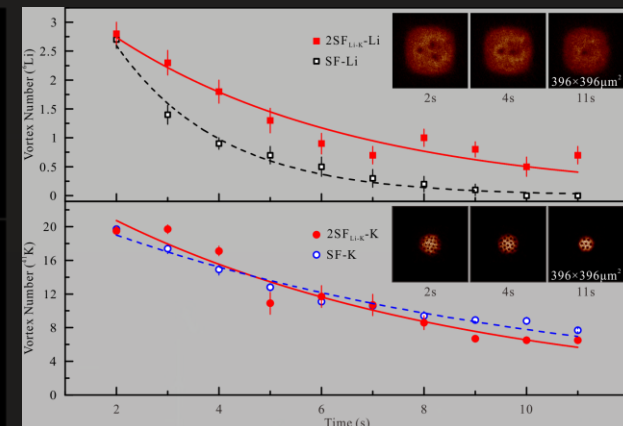 Vortex Number (⁶Li)
3
2.5
2
1.5
1
0.5
0
2SF_Li-K-Li
SF-Li
396×396μm²
2s
4s
11s
Vortex Number (⁴¹K)
20
16
12
8
4
0
2SF_Li-K-K
SF-K
396×396μm²
2s
4s
11s
2
4
6
8
10
Time (s)